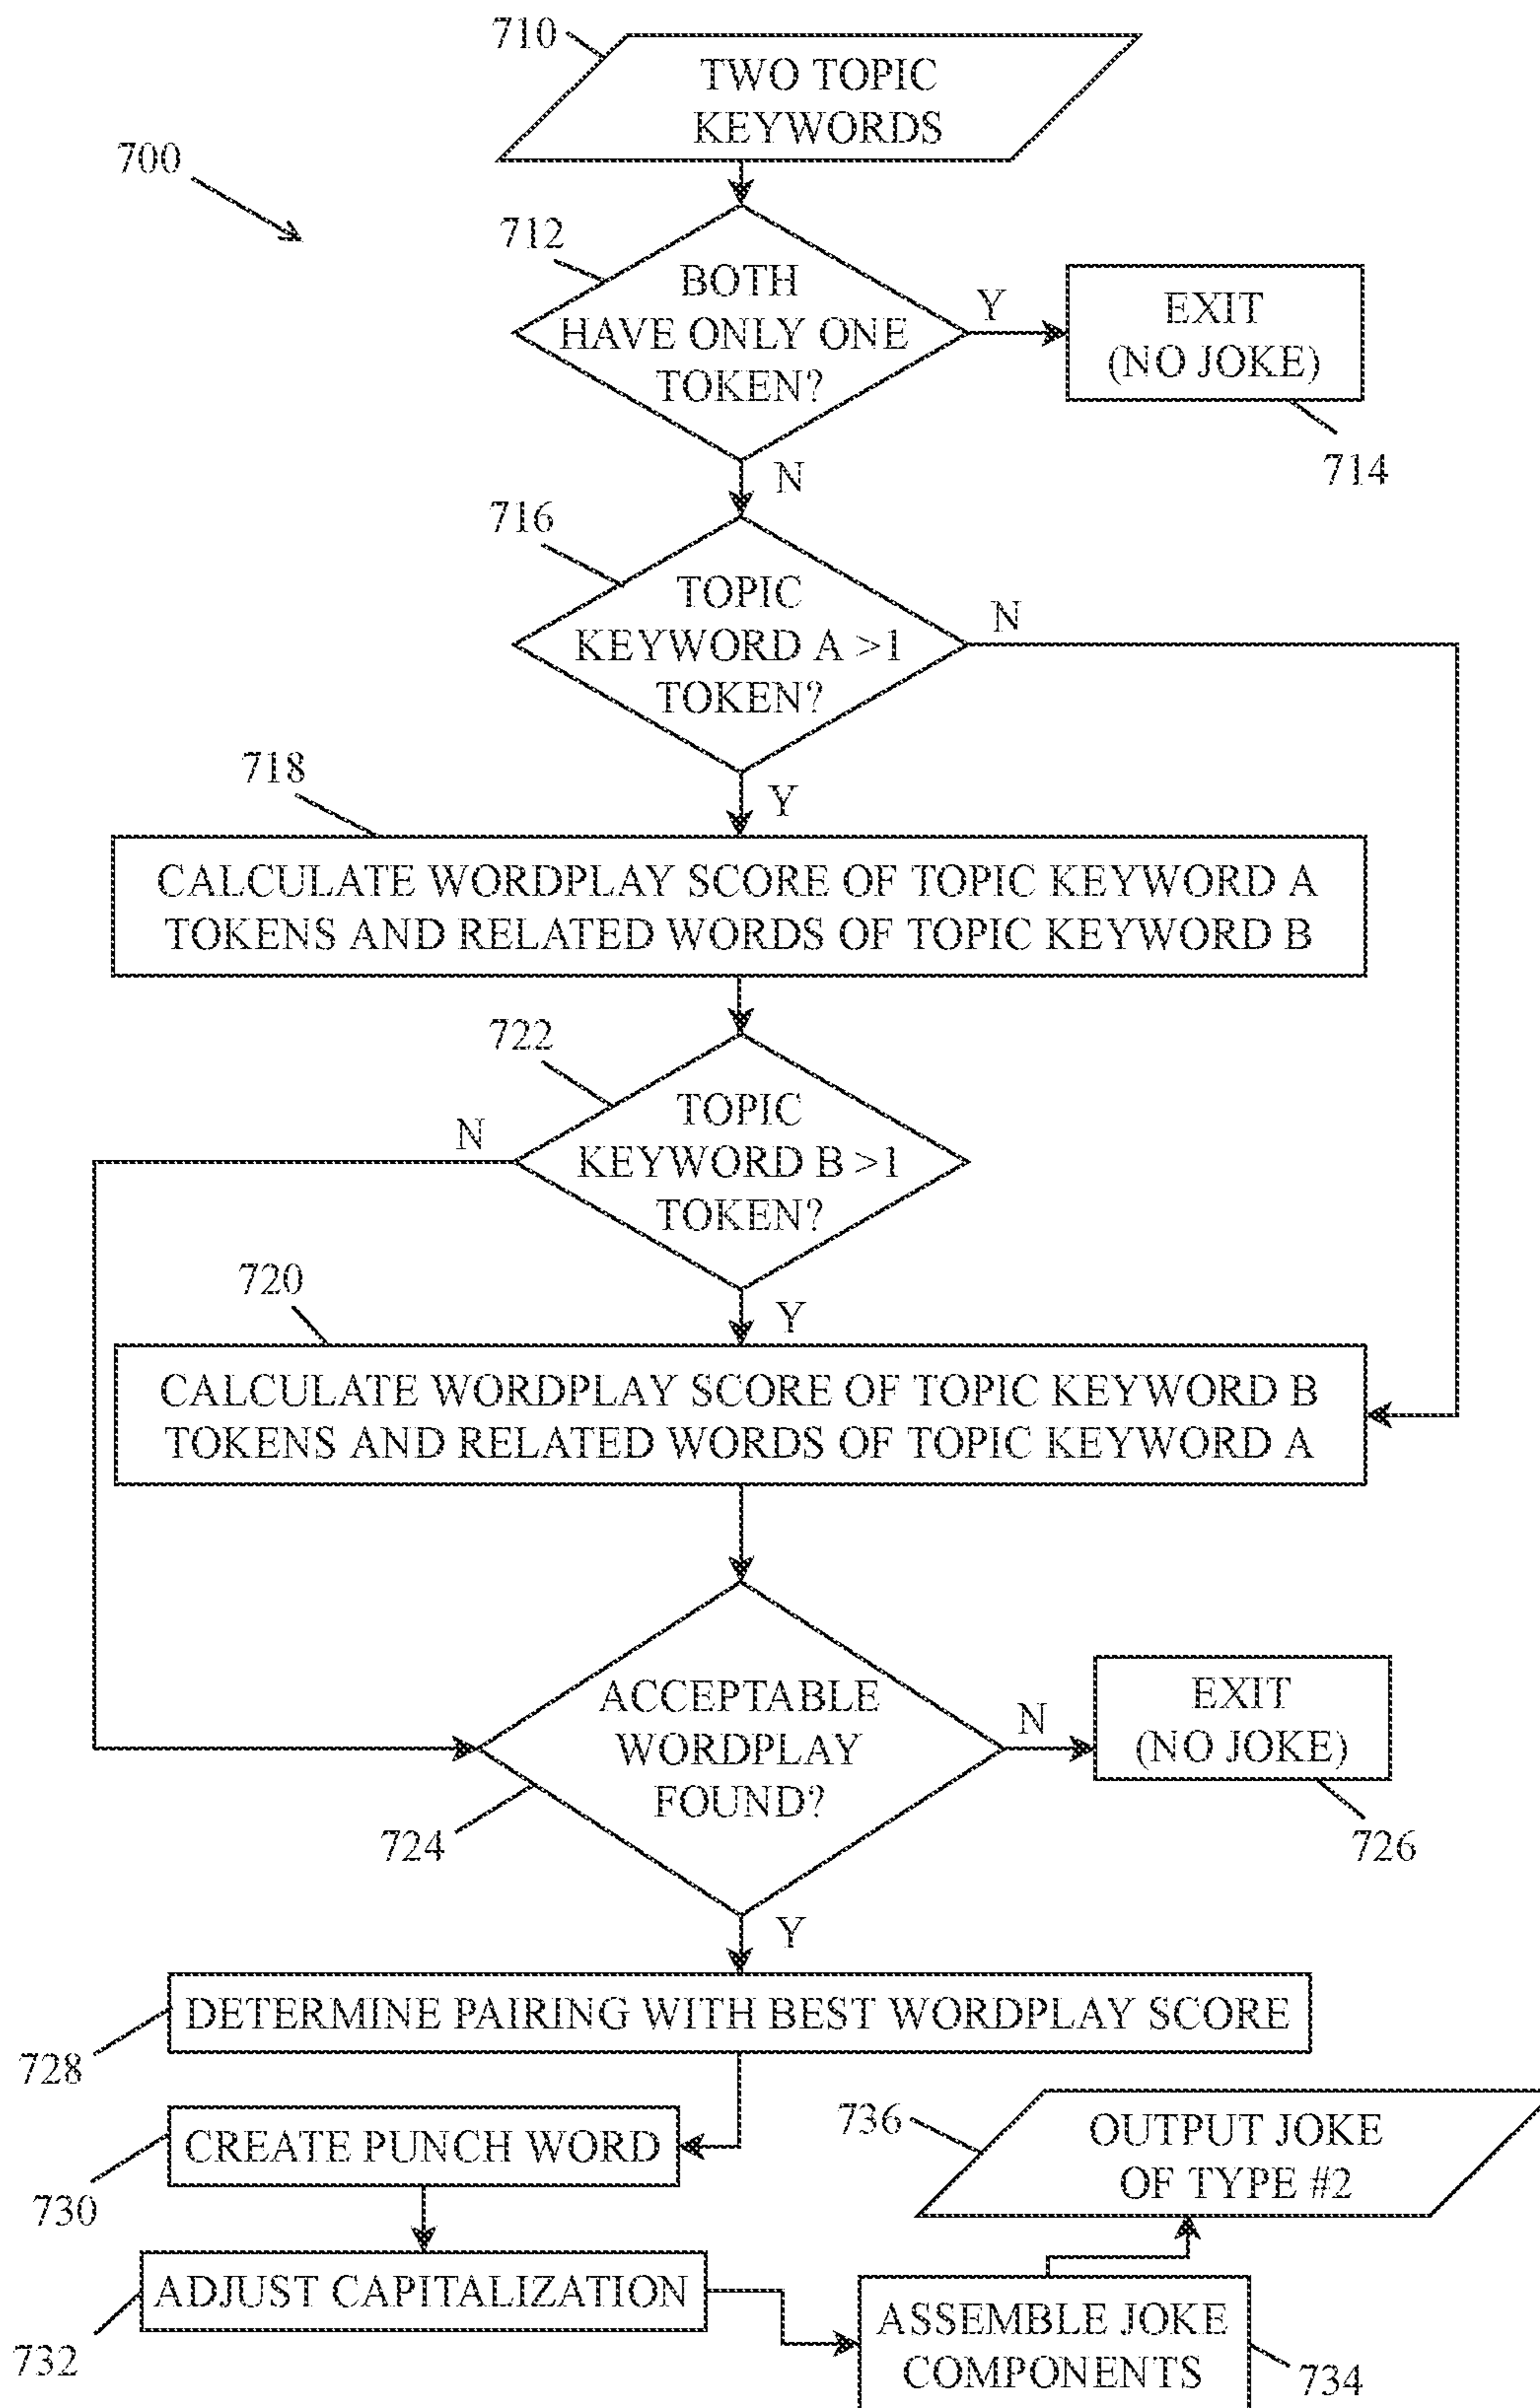 710
TWO TOPIC
KEYWORDS
700
712
BOTH
HAVE ONLY ONE
TOKEN?
Y
EXIT
(NO JOKE)
714
N
716
TOPIC
KEYWORD A >1
TOKEN?
N
718
Y
CALCULATE WORDPLAY SCORE OF TOPIC KEYWORD A
TOKENS AND RELATED WORDS OF TOPIC KEYWORD B
722
TOPIC
KEYWORD B >1
TOKEN?
N
720
Y
CALCULATE WORDPLAY SCORE OF TOPIC KEYWORD B
TOKENS AND RELATED WORDS OF TOPIC KEYWORD A
ACCEPTABLE
WORDPLAY
FOUND?
N
EXIT
(NO JOKE)
724
726
Y
DETERMINE PAIRING WITH BEST WORDPLAY SCORE
728
CREATE PUNCH WORD
730
736
OUTPUT JOKE
OF TYPE #2
ADJUST CAPITALIZATION
732
ASSEMBLE JOKE
COMPONENTS
734